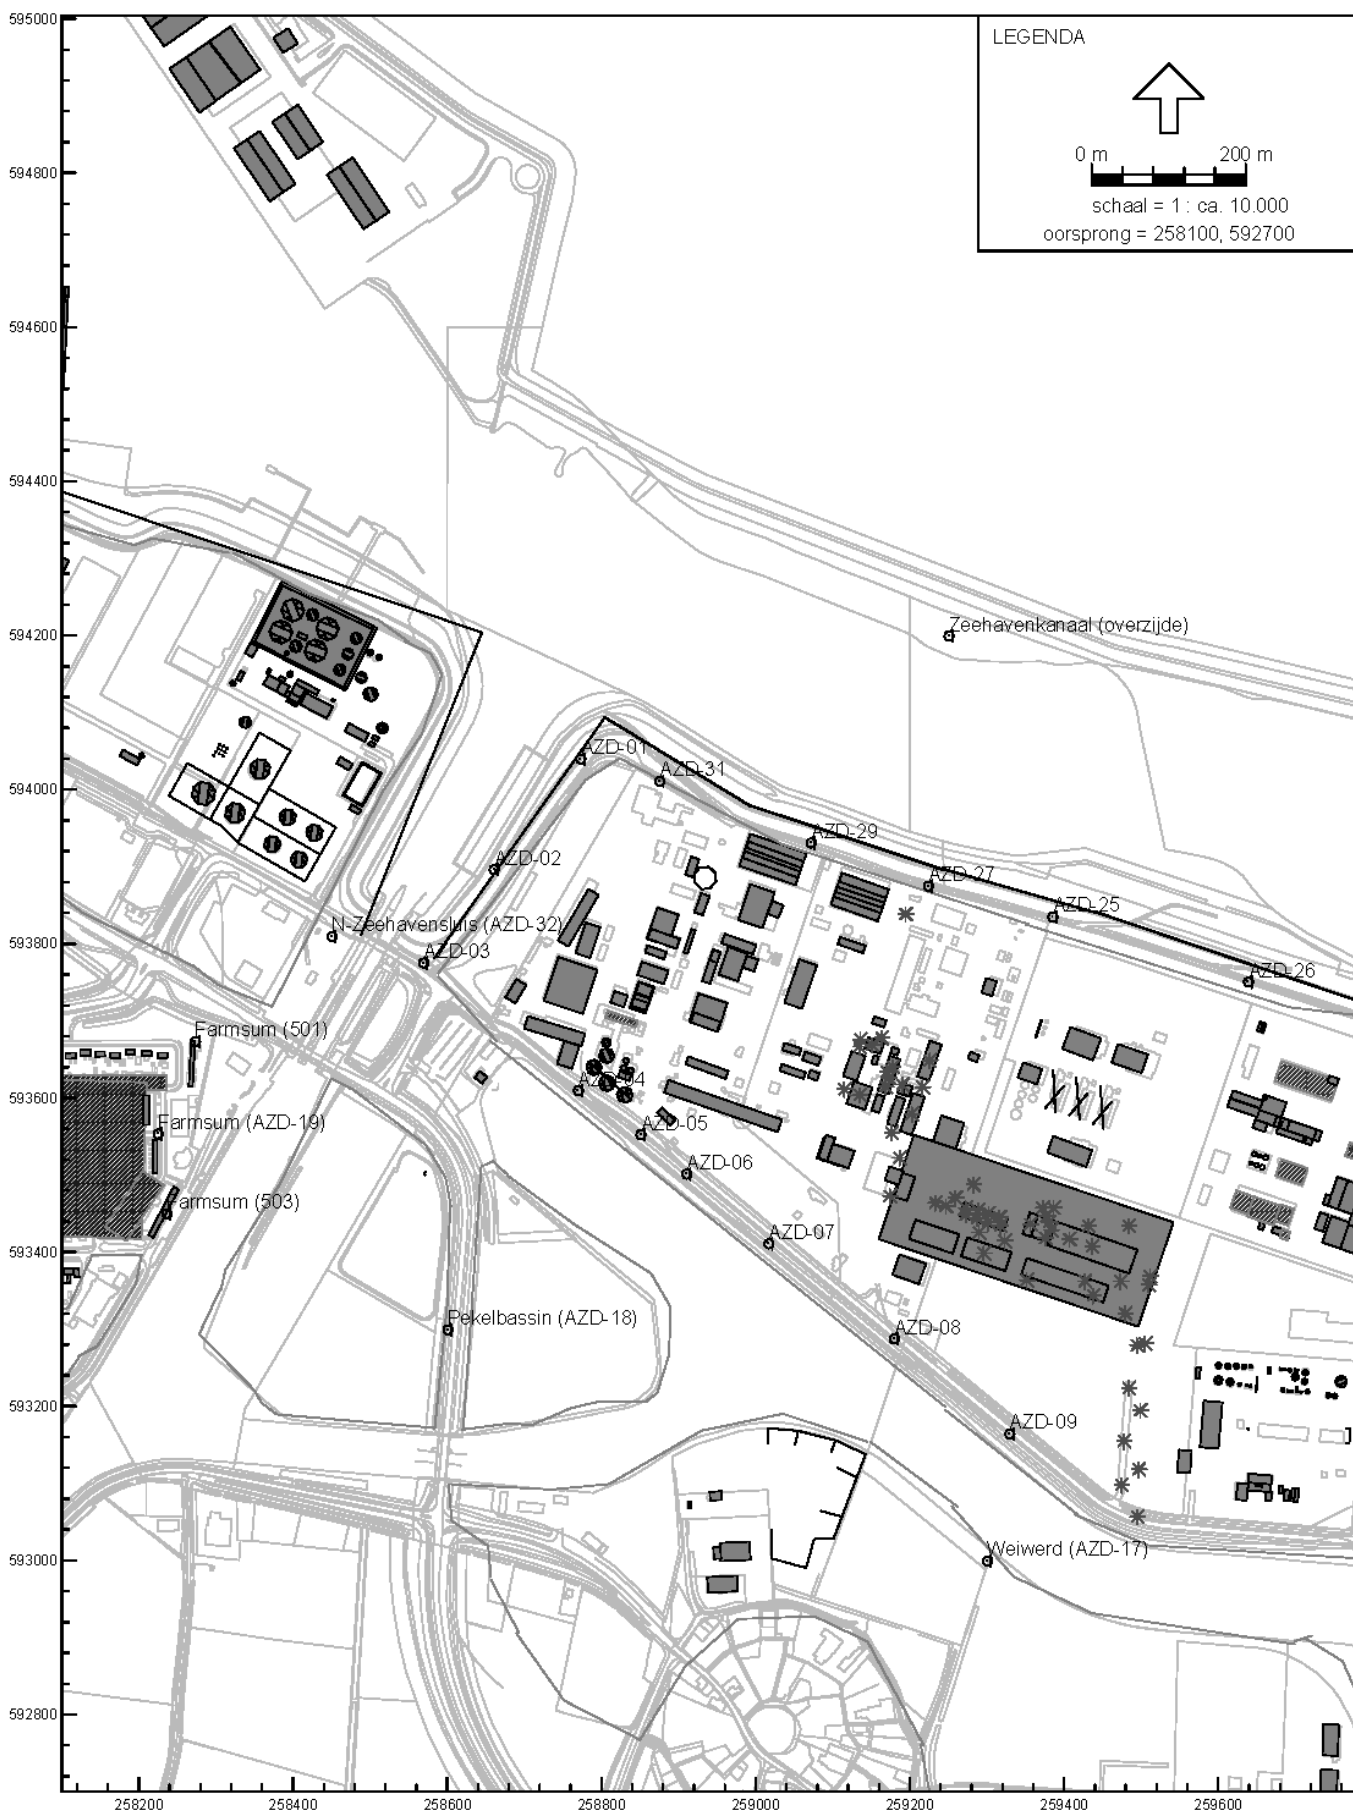 595000
LEGENDA
0 m 200 m
schaal = 1 : ca. 10.000
oorsprong = 258100, 592700
594800
594600
594400
594200
Zeehavenkanaal (overzijde)
AZD-01
AZD-31
594000
AZD-29
AZD-02
AZD-27
AZD-25
N-Zeehavensluis (AZD-32)
593800
AZD-03
AZD-26
Farmsum (501)
593600
AZD-04
Farmsum (AZD-19)
AZD-05
AZD-06
Farmsum (503)
593400
AZD-07
Pekelbassin (AZD-18)
AZD-08
593200
AZD-09
593000
Weiwerd (AZD-17)
592800
258200 258400 258600 258800 259000 259200 259400 259600